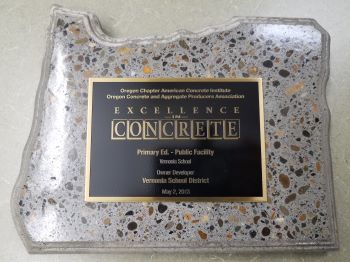 Oregon Chapter American Concrete Institute
Oregon Concrete and Aggregate Producers Association
EXCELLENCE
IN
CONCRETE
Primary Ed. - Public Facility
Vernonia School
Owner Developer
Vernonia School District
May 2, 2013